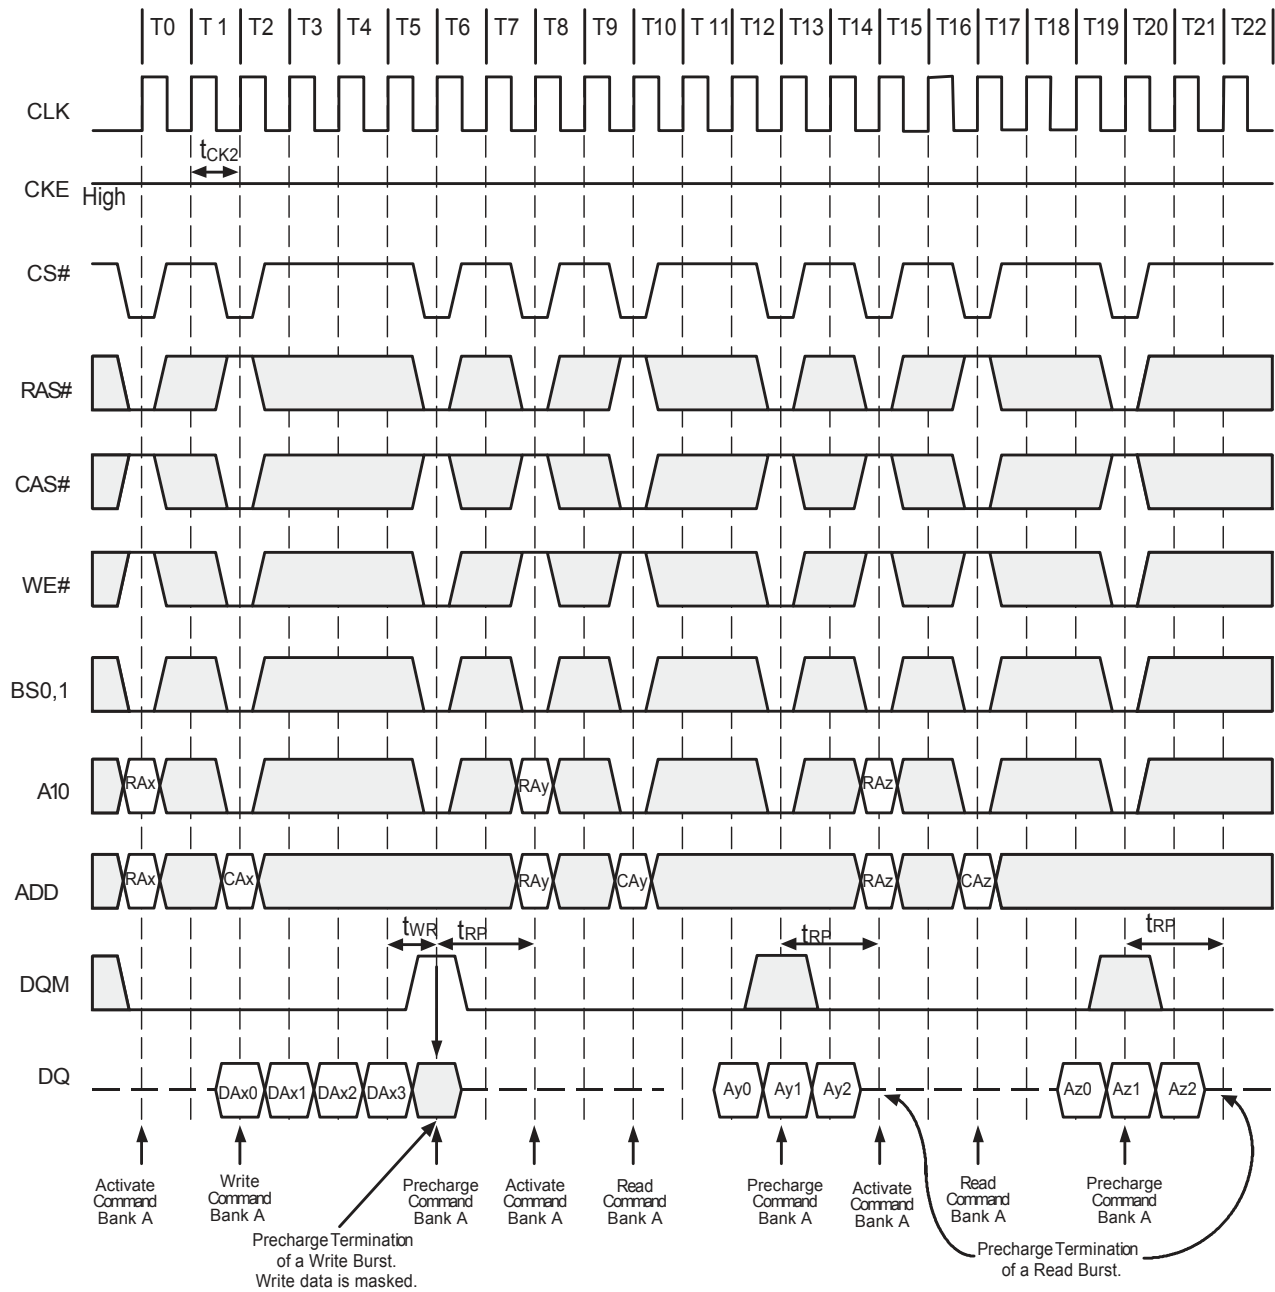 T0 T 1 T2 T3 T4 T5 T6 T7 T8 T9 T10 T 11 T12 T13 T14 T15 T16 T17 T18 T19 T20 T21 T22
CLK
tCK2
CKE High
CS#
RAS#
CAS#
WE#
BS0,1
A10 RAx RAy RAz
ADD RAx CAx RAy CAy RAz CAz
tWR tRP tRP tRP
DQM
DQ DAx0 DAx1 DAx2 DAx3 Ay0 Ay1 Ay2 Az0 Az1 Az2
Activate
Command
Bank A
Write
Command
Bank A
Precharge
Command
Bank A
Activate
Command
Bank A
Read
Command
Bank A
Precharge
Command
Bank A
Activate
Command
Bank A
Read
Command
Bank A
Precharge
Command
Bank A
Precharge Termination
of a Write Burst.
Write data is masked.
Precharge Termination
of a Read Burst.